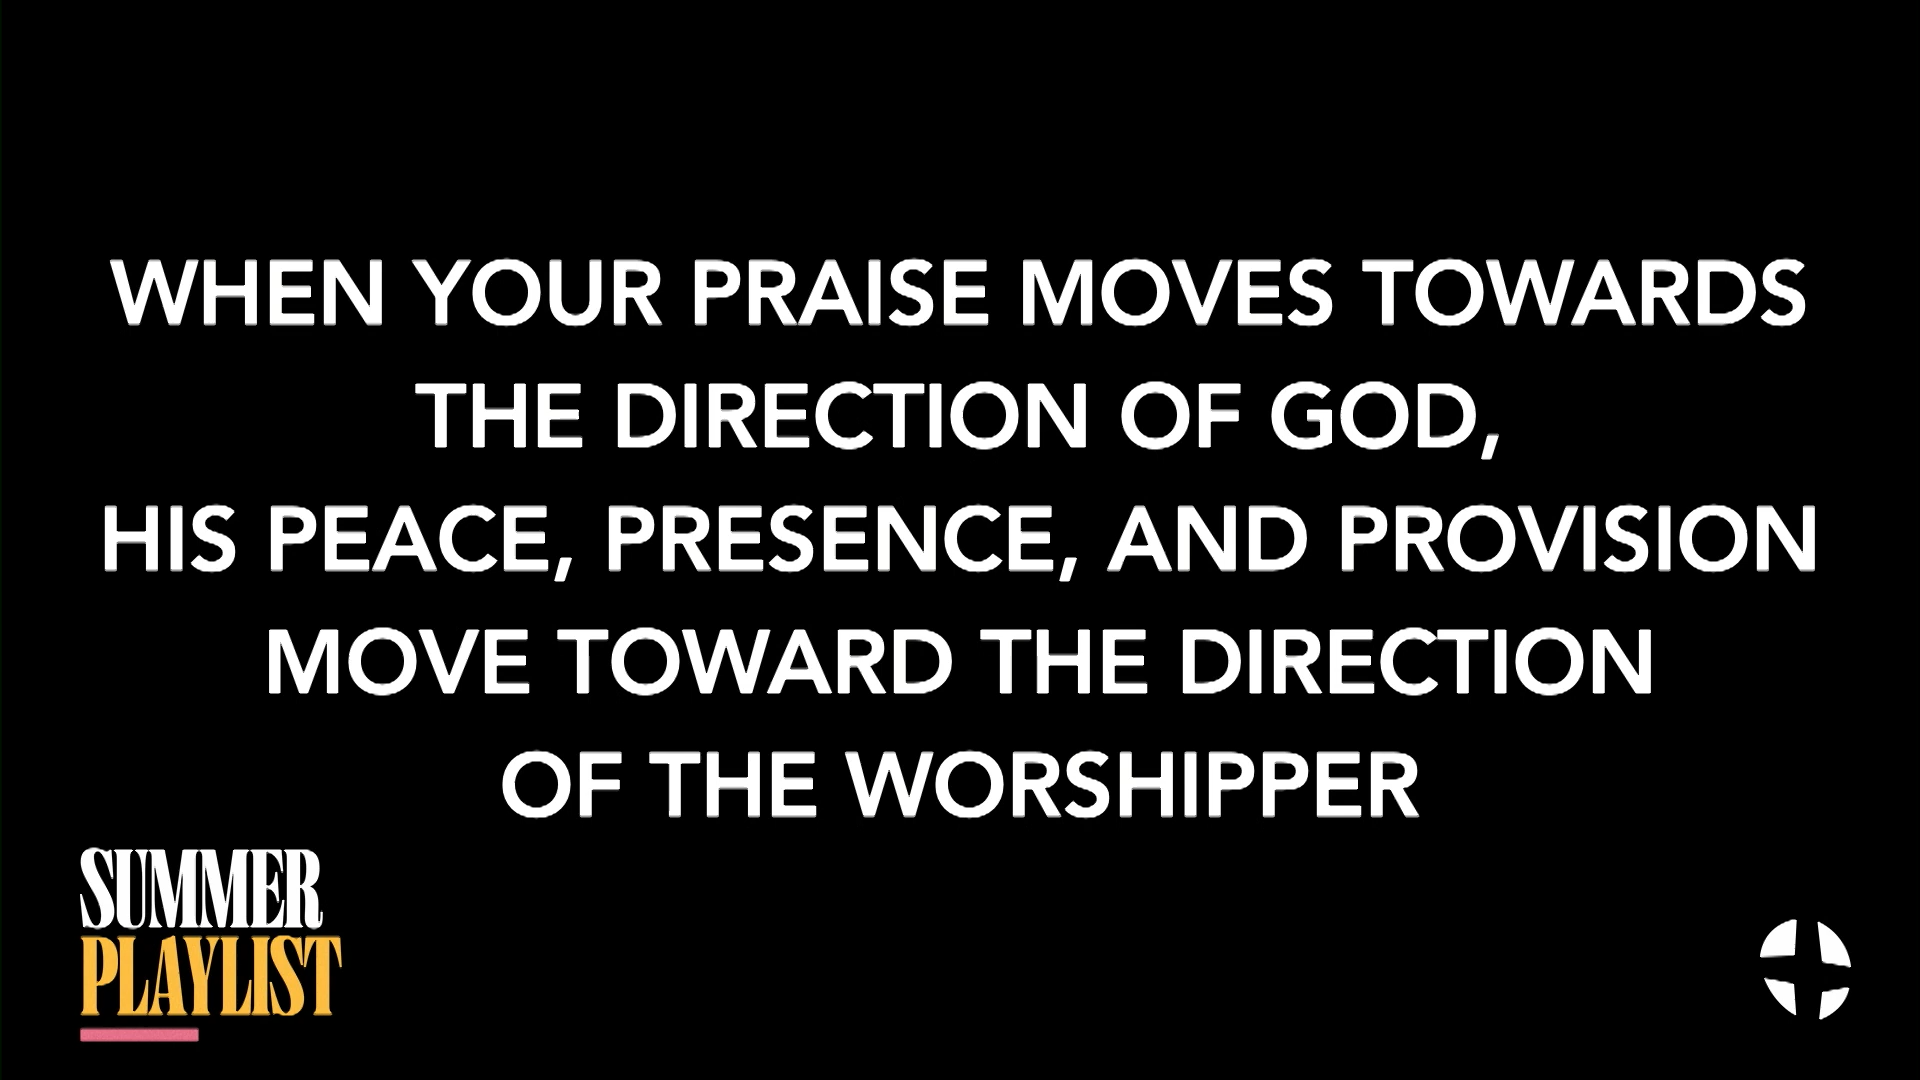 WHEN YOUR PRAISE MOVES TOWARDS
THE DIRECTION OF GOD,
HIS PEACE, PRESENCE, AND PROVISION
MOVE TOWARD THE DIRECTION
OF THE WORSHIPPER
SUMMER
PLAYLIST